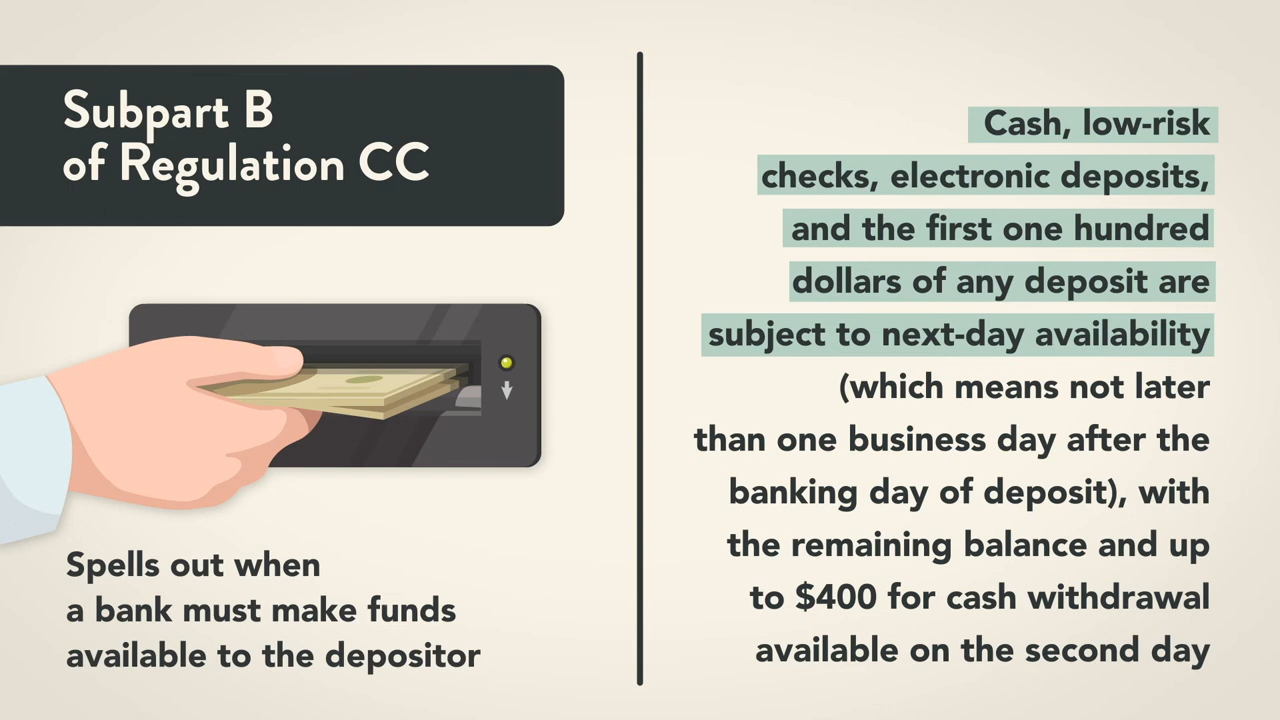 Subpart B
of Regulation CC
Spells out when
a bank must make funds
available to the depositor
Cash, low-risk
checks, electronic deposits,
and the first one hundred
dollars of any deposit are
subject to next-day availability
(which means not later
than one business day after the
banking day of deposit), with
the remaining balance and up
to $400 for cash withdrawal
available on the second day